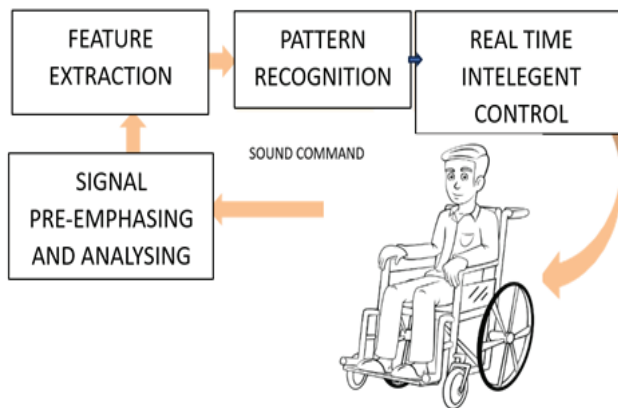 FEATURE
EXTRACTION
PATTERN
RECOGNITION
REAL TIME
INTELEGENT
CONTROL
SOUND COMMAND
SIGNAL
PRE-EMPHASING
AND ANALYSING